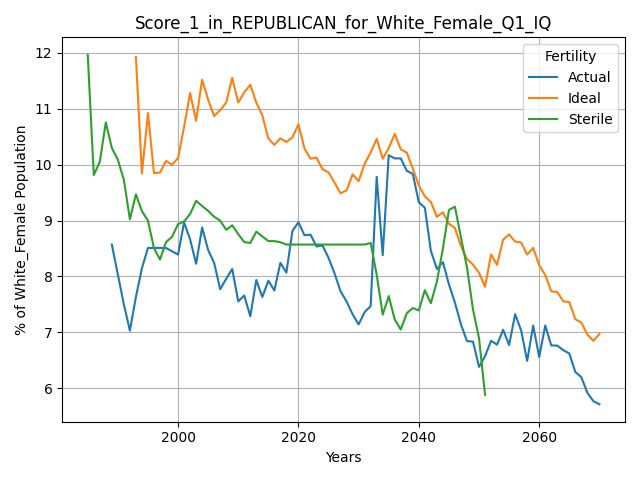 Score_1_in_REPUBLICAN_for_White_Female_Q1_IQ
% of White_Female Population
12
11
10
9
8
7
6
Fertility
Actual
Ideal
Sterile
2000
2020
2040
2060
Years